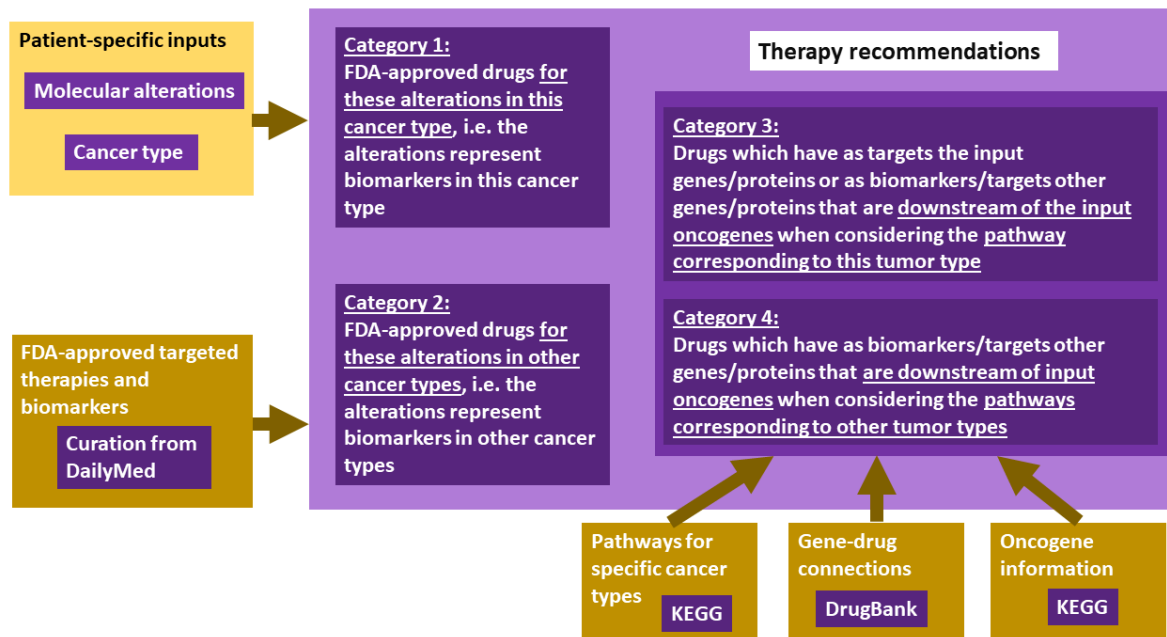 Patient-specific inputs
Molecular alterations
Cancer type
FDA-approved targeted
therapies and
biomarkers
Curation from
DailyMed
Category 1:
FDA-approved drugs for
these alterations in this
cancer type, i.e. the
alterations represent
biomarkers in this cancer
type
Category 2:
FDA-approved drugs for
these alterations in other
cancer types, i.e. the
alterations represent
biomarkers in other cancer
types
Therapy recommendations
Category 3:
Drugs which have as targets the input
genes/proteins or as biomarkers/targets other
genes/proteins that are downstream of the input
oncogenes when considering the pathway
corresponding to this tumor type
Category 4:
Drugs which have as biomarkers/targets other
genes/proteins that are downstream of input
oncogenes when considering the pathways
corresponding to other tumor types
Pathways for
specific cancer
types
KEGG
Gene-drug
connections
DrugBank
Oncogene
information
KEGG